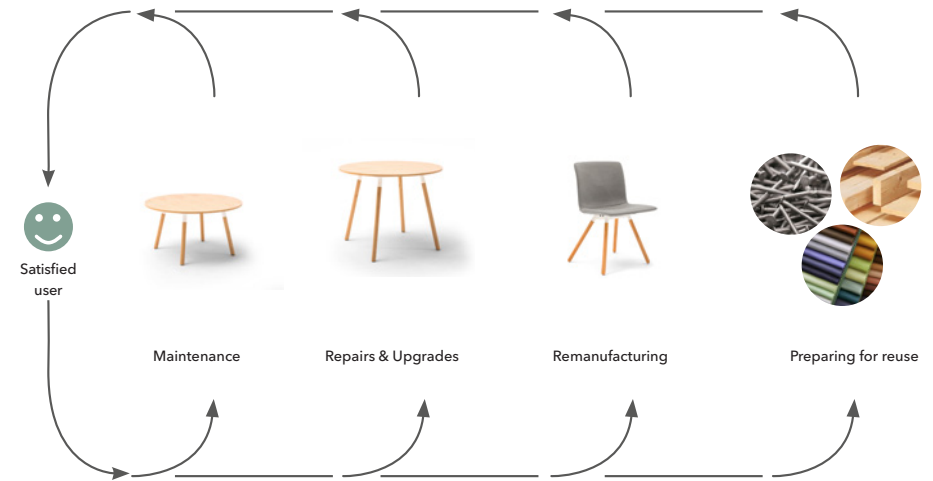 Satisfied
user
Maintenance
Repairs & Upgrades
Remanufacturing
Preparing for reuse